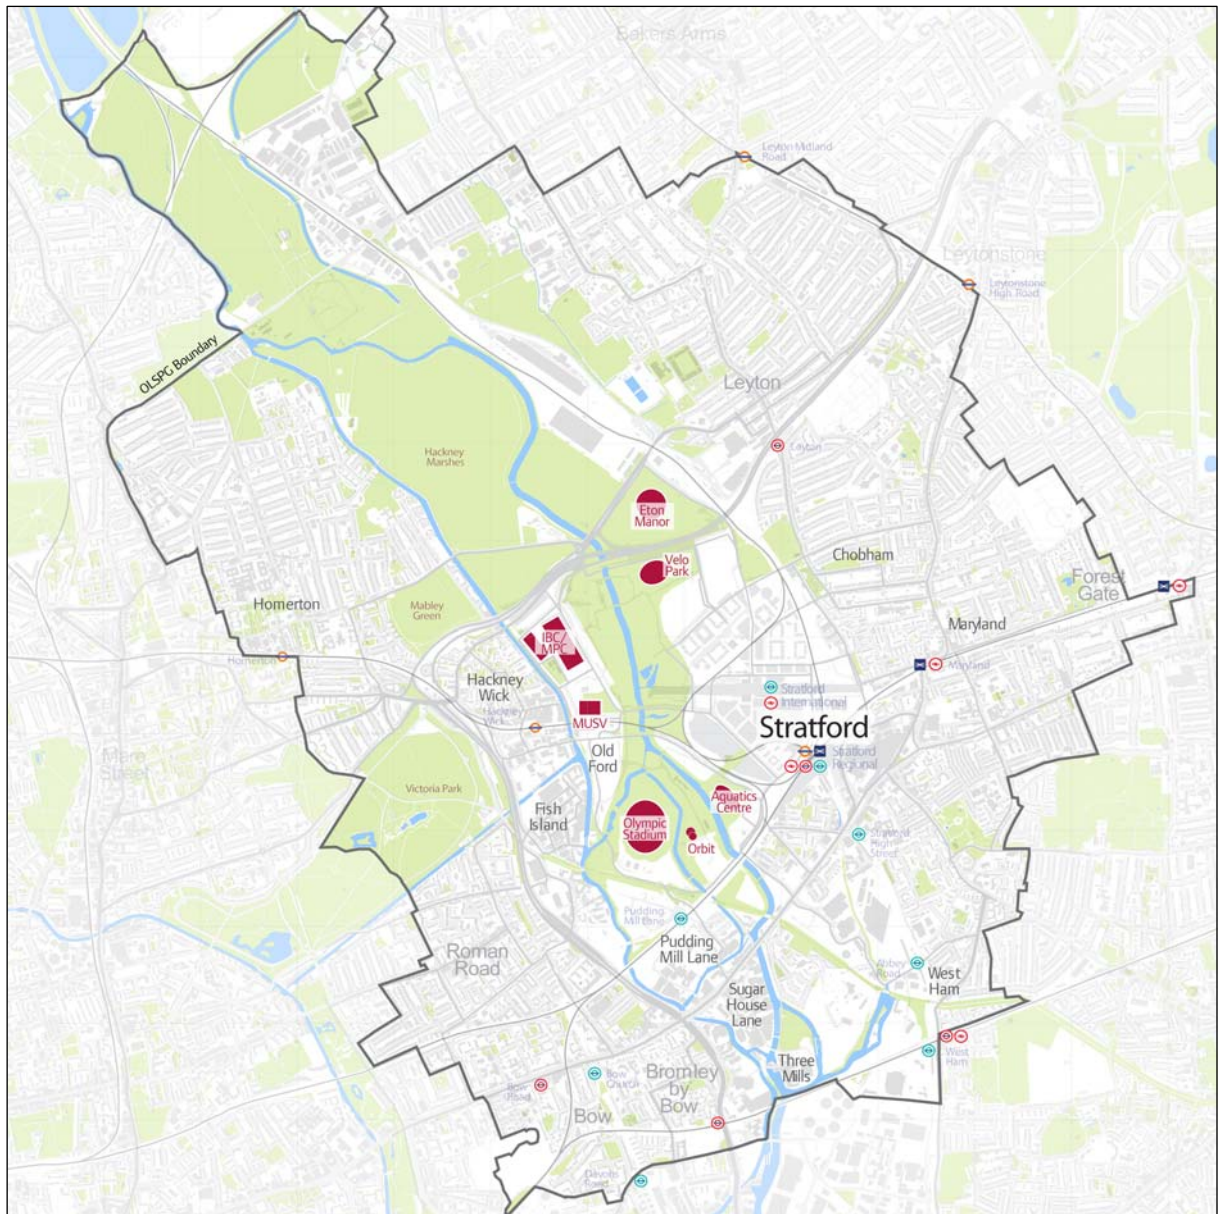 Bakers Arms
Leyton Midland
Road
Leytonstone
Leytonstone
High Road
OLSPG Boundary
Leyton
Leyton
Hackney
Marshes
Eton
Manor
Velo
Park
Chobham
Forest
Gate
Homerton
Mabley
Green
Maryland
IBC/
MPC
Homerton
Maryland
Hackney
Wick
Stratford
International
Hackney
Wick
MUSV
Stratford
Old
Ford
Stratford
Regional
Victoria Park
Fish
Island
Aquatics
Centre
Olympic
Stadium
Orbit
Stratford
High
Street
Pudding
Mill Lane
Pudding
Mill Lane
Roman
Road
Abbey
Road
West
Ham
Sugar
House
Lane
West
Ham
Three
Mills
Bow
Road
Bow
Church
Bromley
by
Bow
Bow
Devons
Road